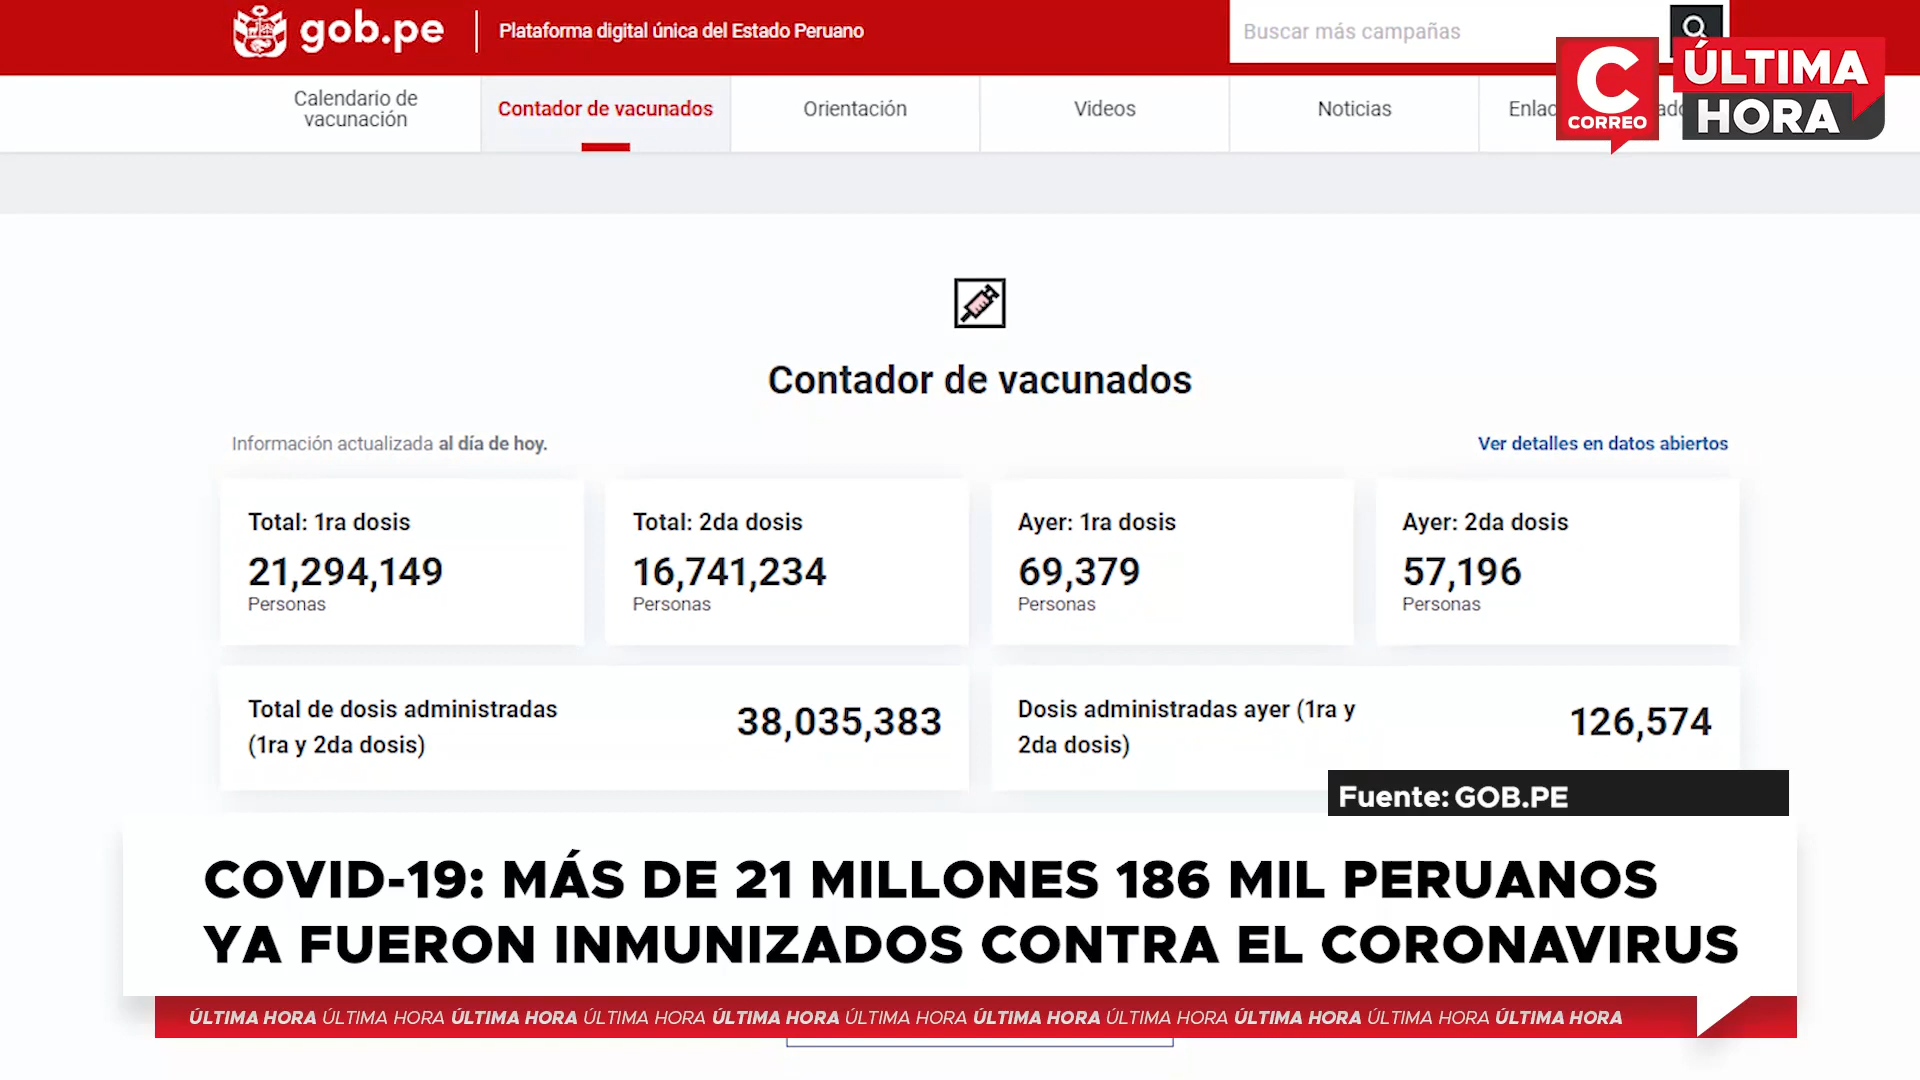 gob.pe
Plataforma digital única del Estado Peruano
Buscar más campañas
C
CORREO
ÚLTIMA
HORA
Calendario de
vacunación
Contador de vacunados
Orientación
Videos
Noticias
Contador de vacunados
Información actualizada al día de hoy.
Ver detalles en datos abiertos
Total: 1ra dosis
21,294,149
Personas
Total: 2da dosis
16,741,234
Personas
Ayer: 1ra dosis
69,379
Personas
Ayer: 2da dosis
57,196
Personas
Total de dosis administradas
(1ra y 2da dosis)
38,035,383
Dosis administradas ayer (1ra y
2da dosis)
126,574
Fuente: GOB.PE
COVID-19: MÁS DE 21 MILLONES 186 MIL PERUANOS
YA FUERON INMUNIZADOS CONTRA EL CORONAVIRUS
ÚLTIMA HORA ÚLTIMA HORA ÚLTIMA HORA ÚLTIMA HORA ÚLTIMA HORA ÚLTIMA HORA ÚLTIMA HORA ÚLTIMA HORA ÚLTIMA HORA ÚLTIMA HORA ÚLTIMA HORA